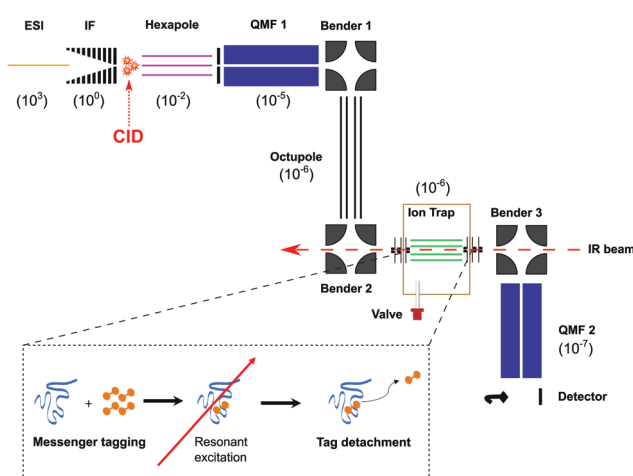 ESI
IF
Hexapole
QMF 1
Bender 1
(10³)
(10⁰)
(10⁻²)
(10⁻⁵)
CID
Octupole
(10⁻⁶)
(10⁻⁶)
Ion Trap
Bender 3
IR beam
Bender 2
Valve
QMF 2
(10⁻⁷)
Detector
+
Messenger tagging
Resonant
excitation
Tag detachment